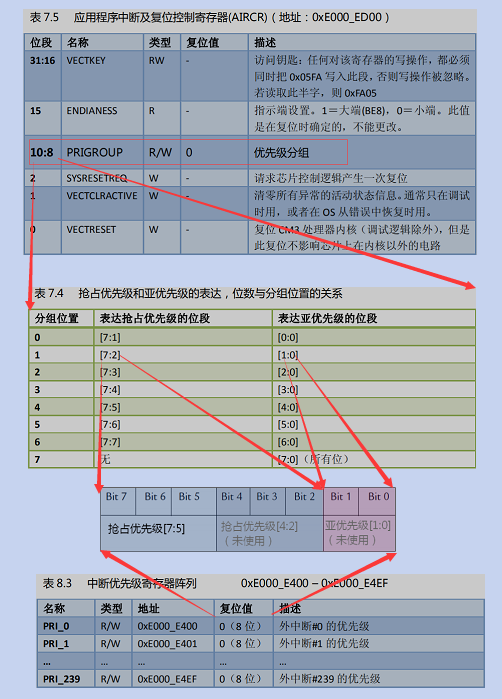 表 7.5 应用程序中断及复位控制寄存器(AIRCR)（地址：0xE000_ED00）
位段 名称 类型 复位值 描述
31:16 VECTKEY RW - 访问钥匙：任何对该寄存器的写操作，都必须
同时把 0x05FA 写入此段，否则写操作被忽略。
若读取此半字，则 0xFA05
15 ENDIANESS R - 指示端设置。1＝大端(BE8)，0＝小端。此值
是在复位时确定的，不能更改。
10:8 PRIGROUP R/W 0 优先级分组
2 SYSRESETREQ W - 请求芯片控制逻辑产生一次复位
1 VECTCLRACTIVE W - 清零所有异常的活动状态信息。通常只在调试
时用，或者在 OS 从错误中恢复时用。
0 VECTRESET W - 复位 CM3 处理器内核（调试逻辑除外），但是
此复位不影响芯片上在内核以外的电路
表 7.4 抢占优先级和亚优先级的表达，位数与分组位置的关系
分组位置 表达抢占优先级的位段 表达亚优先级的位段
0 [7:1] [0:0]
1 [7:2] [1:0]
2 [7:3] [2:0]
3 [7:4] [3:0]
4 [7:5] [4:0]
5 [7:6] [5:0]
6 [7:7] [6:0]
7 无 [7:0]（所有位）
Bit 7 Bit 6 Bit 5 Bit 4 Bit 3 Bit 2 Bit 1 Bit 0
抢占优先级[7:5] 抢占优先级[4:2] 亚优先级[1:0]
（未使用） （未使用）
表 8.3 中断优先级寄存器阵列 0xE000_E400 – 0xE000_E4EF
名称 类型 地址 复位值 描述
PRI_0 R/W 0xE000_E400 0（8 位） 外中断#0 的优先级
PRI_1 R/W 0xE000_E401 0（8 位） 外中断#1 的优先级
... ... ... ... ...
PRI_239 R/W 0xE000_E4EF 0（8 位） 外中断#239 的优先级